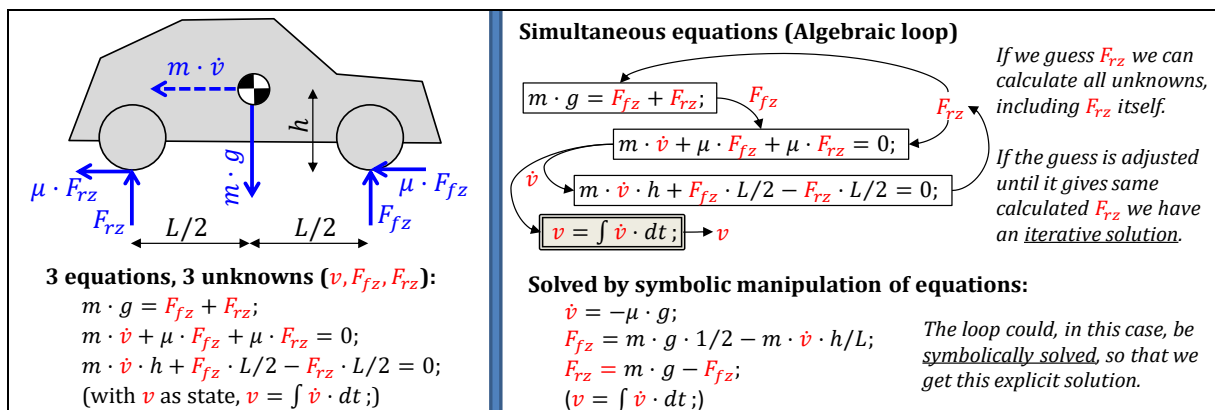 m · v̇
h
m · g
μ · F_rz
μ · F_fz
F_rz
F_fz
L/2
L/2
3 equations, 3 unknowns (v, F_fz, F_rz):
m · g = F_fz + F_rz;
m · v̇ + μ · F_fz + μ · F_rz = 0;
m · v̇ · h + F_fz · L/2 − F_rz · L/2 = 0;
(with v as state, v = ∫ v̇ · dt ;)
Simultaneous equations (Algebraic loop)
m · g = F_fz + F_rz;
F_fz
F_rz
m · v̇ + μ · F_fz + μ · F_rz = 0;
v̇
m · v̇ · h + F_fz · L/2 − F_rz · L/2 = 0;
v = ∫ v̇ · dt ;
v
If we guess F_rz we can
calculate all unknowns,
including F_rz itself.
If the guess is adjusted
until it gives same
calculated F_rz we have
an iterative solution.
Solved by symbolic manipulation of equations:
v̇ = −μ · g;
F_fz = m · g · 1/2 − m · v̇ · h/L;
F_rz = m · g − F_fz;
(v = ∫ v̇ · dt ;)
The loop could, in this case, be
symbolically solved, so that we
get this explicit solution.